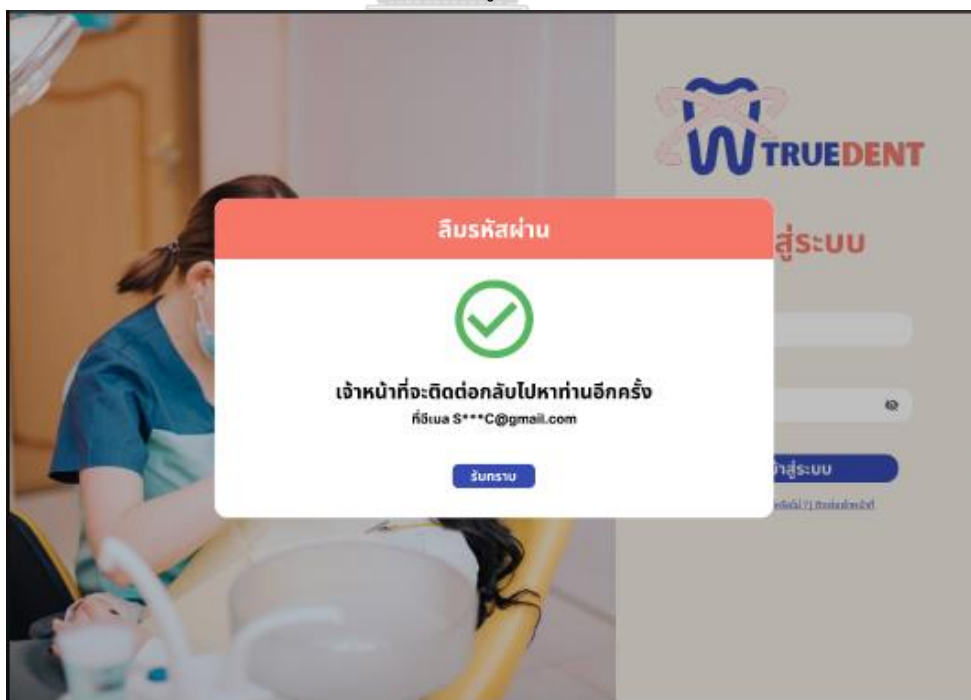 TRUEDENT
ลืมรหัสผ่าน
สู่ระบบ
เจ้าหน้าที่จะติดต่อกลับไปหาท่านอีกครั้ง
ที่อีเมล S***C@gmail.com
รับทราบ
ข้าสู่ระบบ